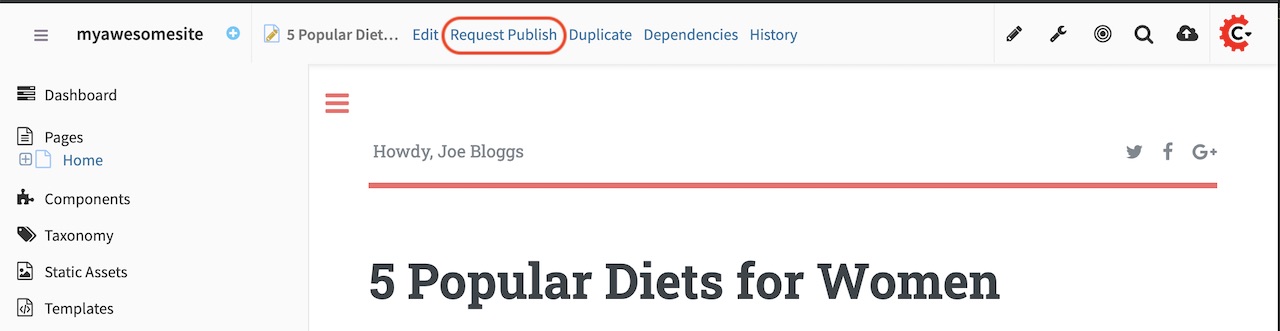 myawesomesite
5 Popular Diet... Edit Request Publish Duplicate Dependencies History
C
Dashboard
Pages
Home
Components
Taxonomy
Static Assets
Templates
Howdy, Joe Bloggs
G+
5 Popular Diets for Women